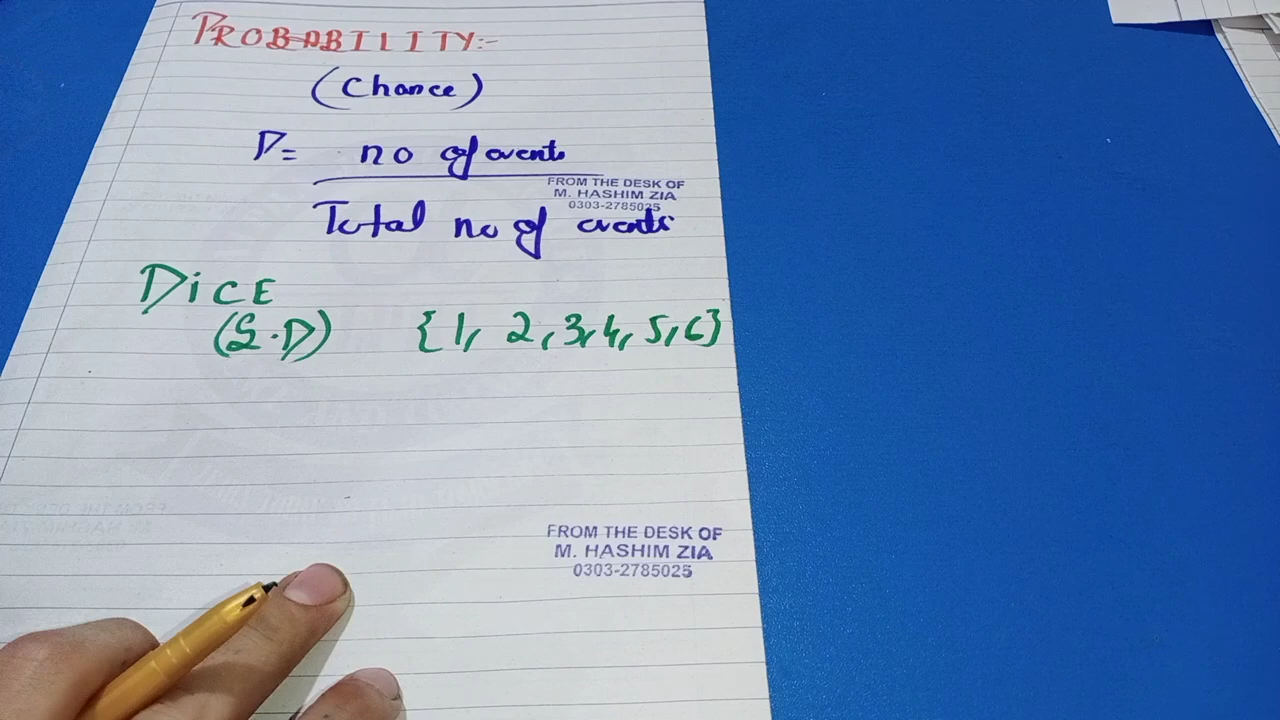 PROBABILITY:-
(Chance)
P= no of events
Total no of events
FROM THE DESK OF
M. HASHIM ZIA
0303-2785025
DiCE
(S.D) {1, 2, 3, 4, 5, 6}
FROM THE DESK OF
M. HASHIM ZIA
0303-2785025